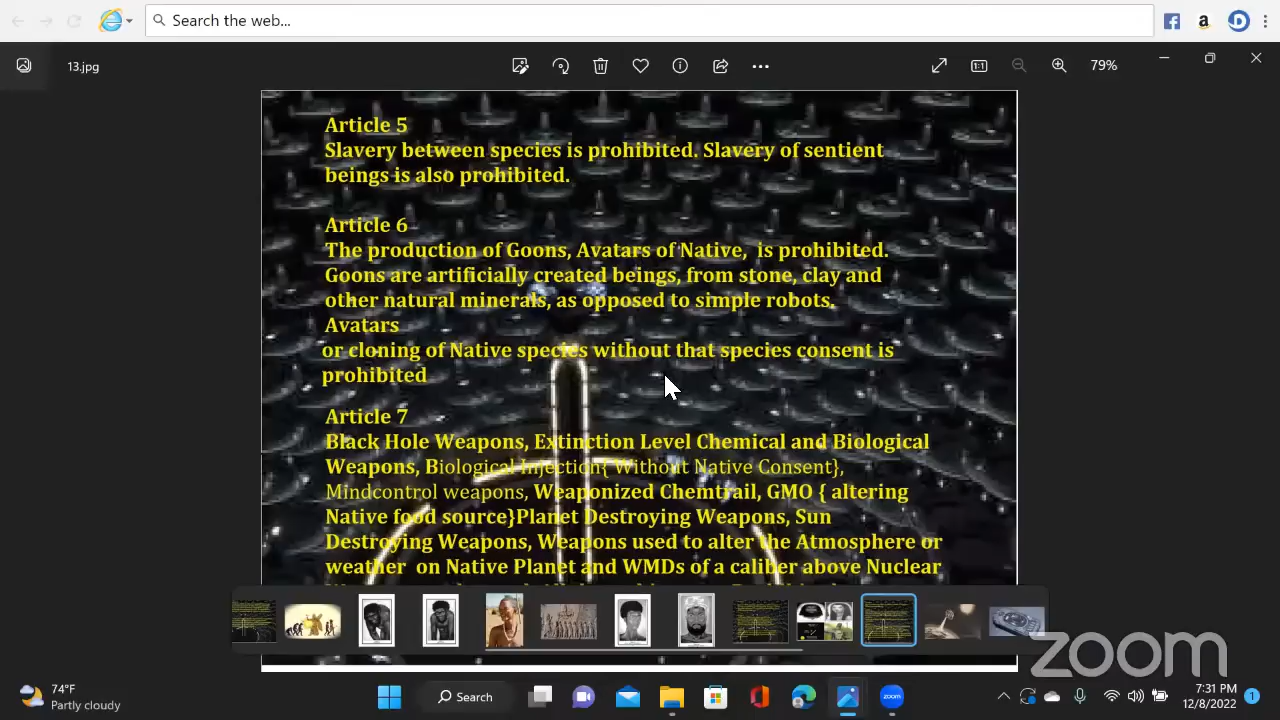 Search the web...
13.jpg
79%
Article 5
Slavery between species is prohibited. Slavery of sentient
beings is also prohibited.
Article 6
The production of Goons, Avatars of Native,  is prohibited.
Goons are artificially created beings, from stone, clay and
other natural minerals, as opposed to simple robots.
Avatars
or cloning of Native species without that species consent is
prohibited
Article 7
Black Hole Weapons, Extinction Level Chemical and Biological
Weapons, Biological Injection{ Without Native Consent},
Mindcontrol weapons, Weaponized Chemtrail, GMO { altering
Native food source}Planet Destroying Weapons, Sun
Destroying Weapons, Weapons used to alter the Atmosphere or
weather  on Native Planet and WMDs of a caliber above Nuclear
zoom
74°F
Partly cloudy
Search
zoom
7:31 PM
12/8/2022
1